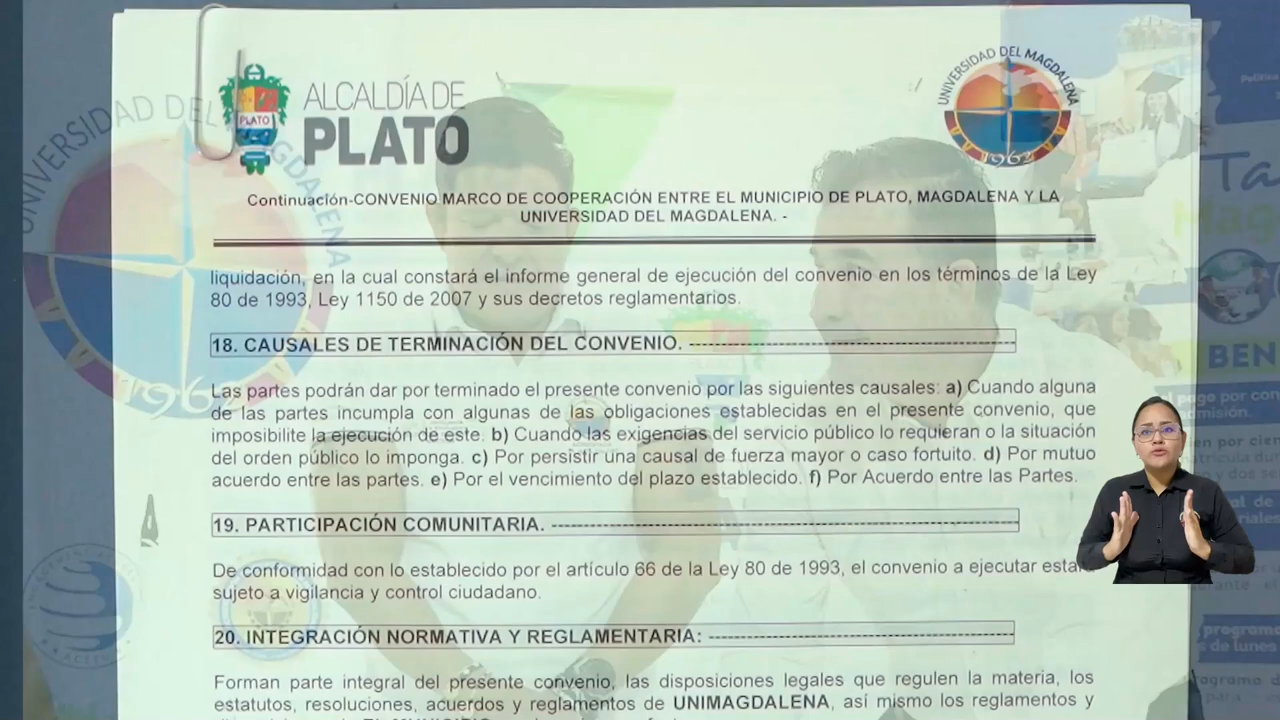 UNIVERSIDAD DEL MAGDALENA
1962
ALCALDÍA DE
PLATO
PLATO
UNIVERSIDAD DEL MAGDALENA
1962
Continuación-CONVENIO MARCO DE COOPERACIÓN ENTRE EL MUNICIPIO DE PLATO, MAGDALENA Y LA
UNIVERSIDAD DEL MAGDALENA. -
liquidación, en la cual constará el informe general de ejecución del convenio en los términos de la Ley
80 de 1993, Ley 1150 de 2007 y sus decretos reglamentarios.
18. CAUSALES DE TERMINACIÓN DEL CONVENIO. ---
Las partes podrán dar por terminado el presente convenio por las siguientes causales: a) Cuando alguna
de las partes incumpla con algunas de las obligaciones establecidas en el presente convenio, que
imposibilite la ejecución de este. b) Cuando las exigencias del servicio público lo requieran o la situación
del orden público lo imponga. c) Por persistir una causal de fuerza mayor o caso fortuito. d) Por mutuo
acuerdo entre las partes. e) Por el vencimiento del plazo establecido. f) Por Acuerdo entre las Partes.
19. PARTICIPACIÓN COMUNITARIA. ---
De conformidad con lo establecido por el artículo 66 de la Ley 80 de 1993, el convenio a ejecutar
sujeto a vigilancia y control ciudadano.
20. INTEGRACIÓN NORMATIVA Y REGLAMENTARIA: ---
Forman parte integral del presente convenio, las disposiciones legales que regulen la materia, los
estatutos, resoluciones, acuerdos y reglamentos de UNIMAGDALENA, así mismo los reglamentos y
BEN